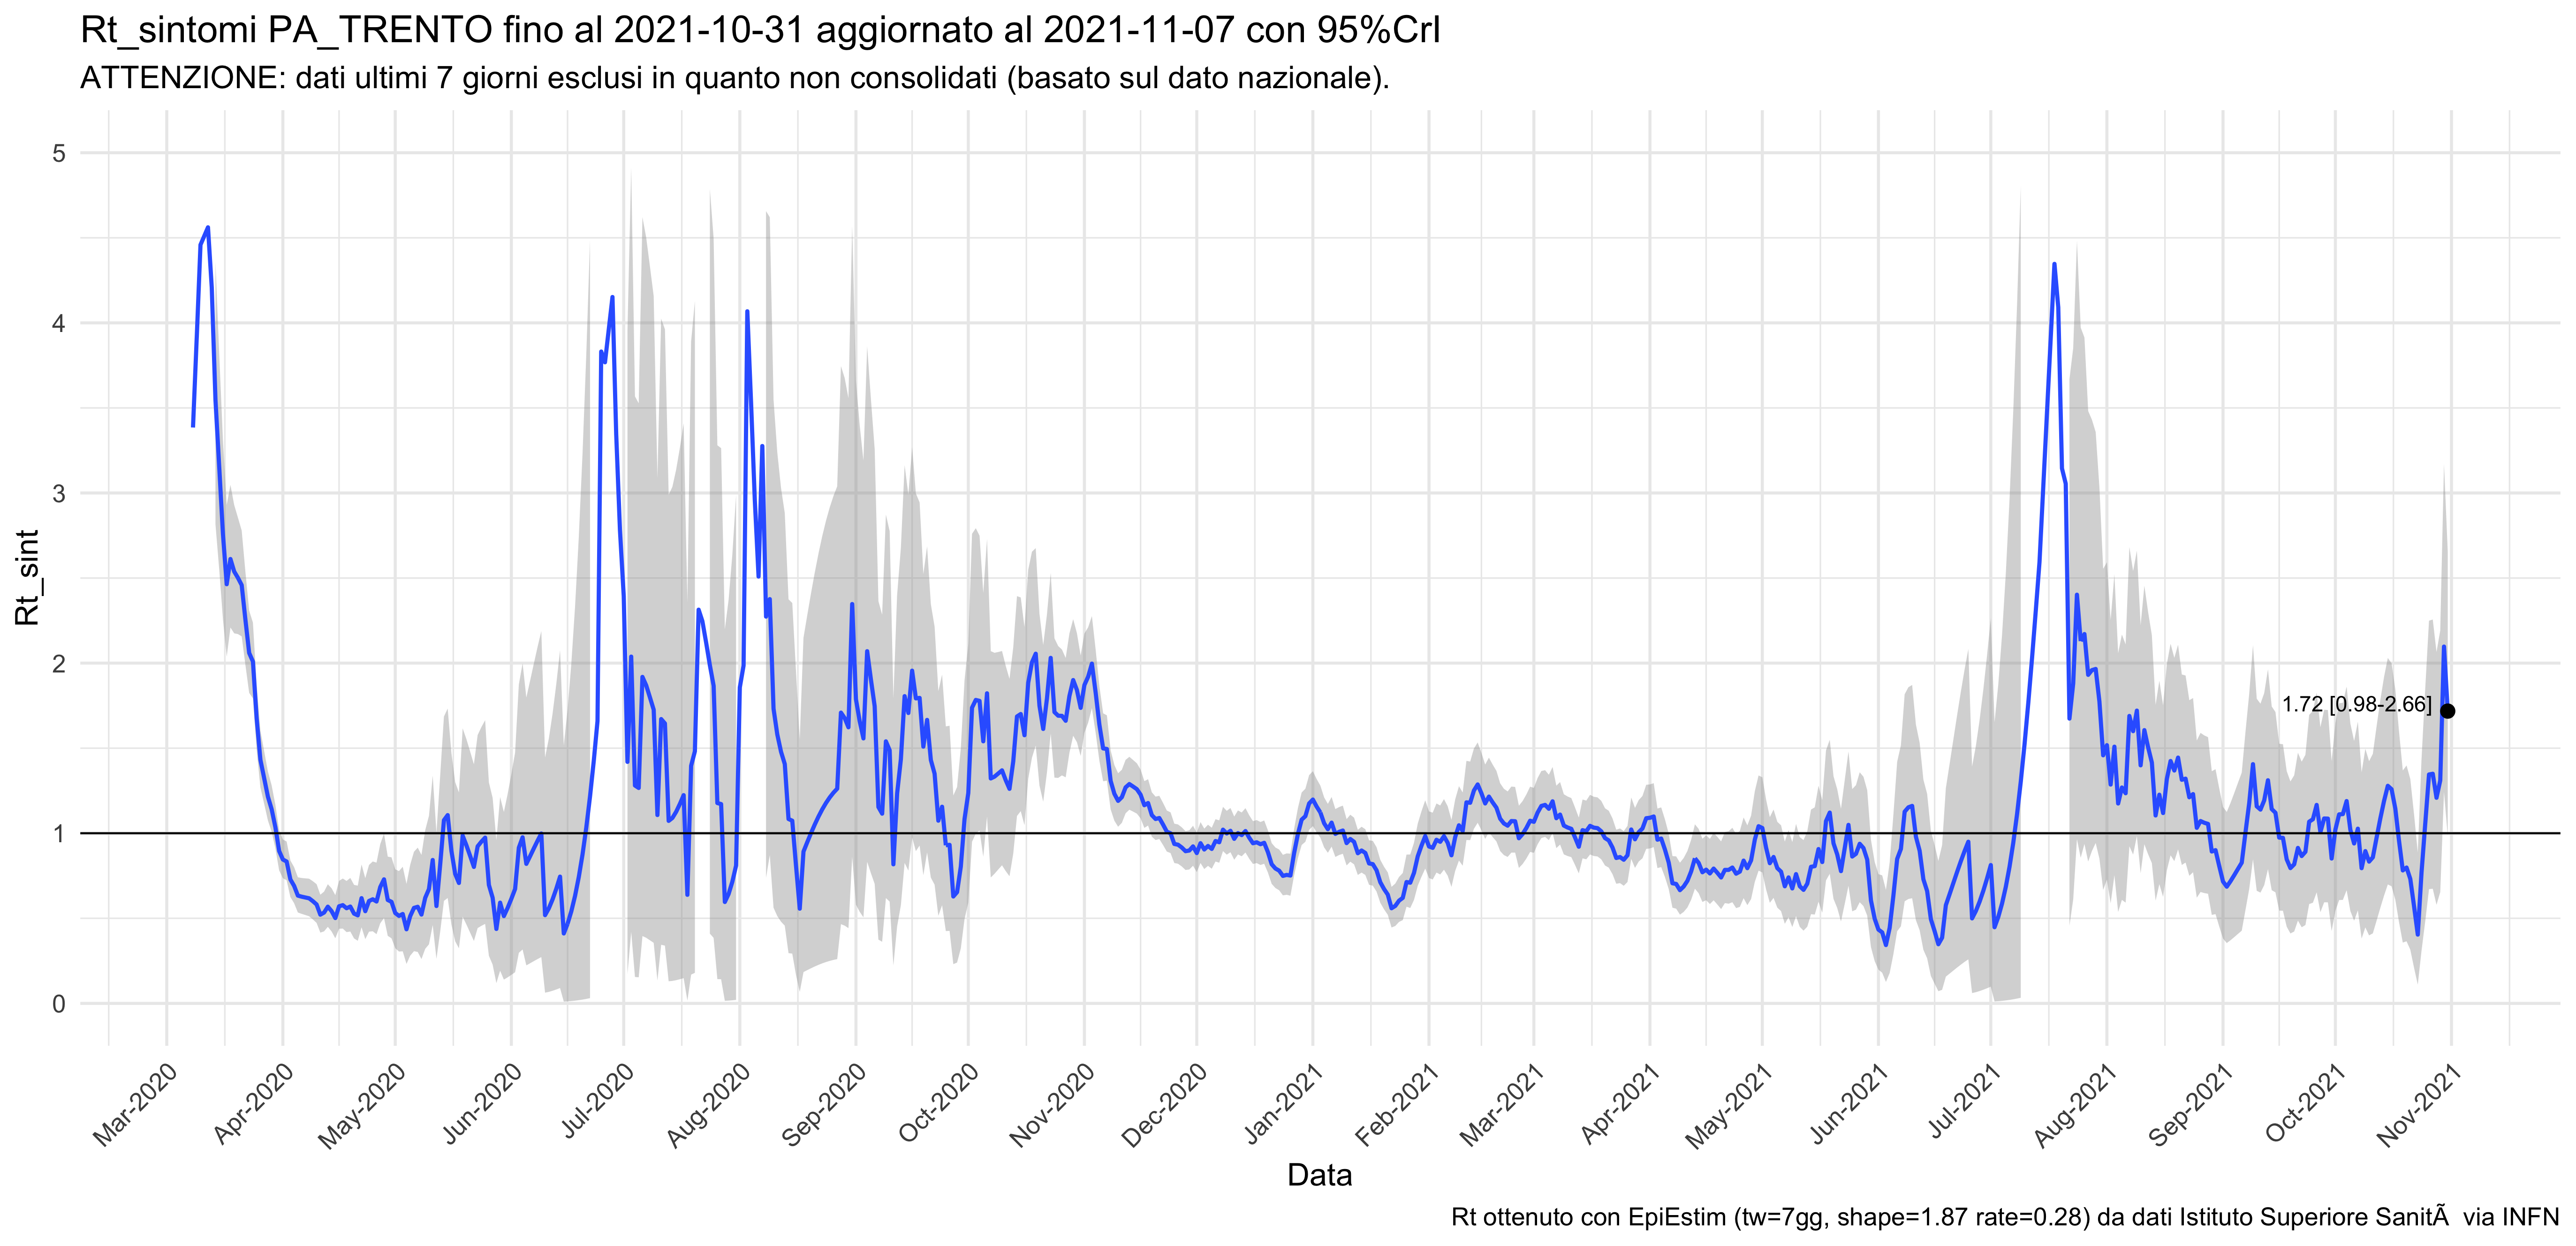 Rt_sintomi PA_TRENTO fino al 2021-10-31 aggiornato al 2021-11-07 con 95%CrI
ATTENZIONE: dati ultimi 7 giorni esclusi in quanto non consolidati (basato sul dato nazionale).
5
4
3
2
1
0
Rt_sint
1.72 [0.98-2.66]
Mar-2020
Apr-2020
May-2020
Jun-2020
Jul-2020
Aug-2020
Sep-2020
Oct-2020
Nov-2020
Dec-2020
Jan-2021
Feb-2021
Mar-2021
Apr-2021
May-2021
Jun-2021
Jul-2021
Aug-2021
Sep-2021
Oct-2021
Nov-2021
Data
Rt ottenuto con EpiEstim (tw=7gg, shape=1.87 rate=0.28) da dati Istituto Superiore SanitÃ  via INFN